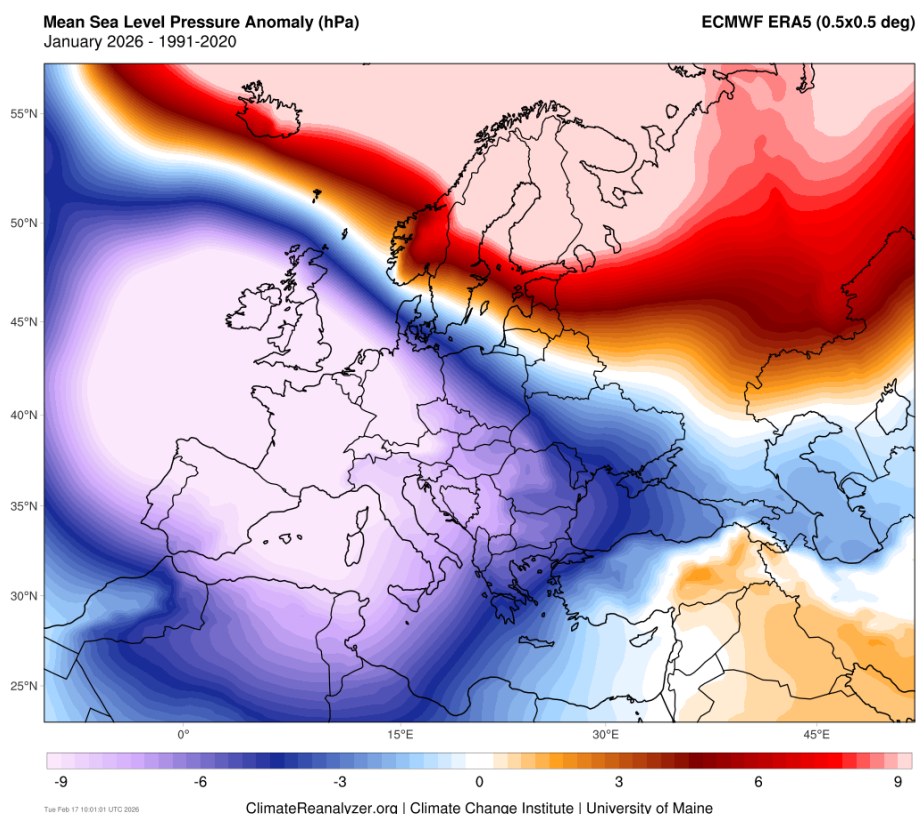 Mean Sea Level Pressure Anomaly (hPa)
ECMWF ERA5 (0.5x0.5 deg)
January 2026 - 1991-2020
55°N
50°N
45°N
40°N
35°N
30°N
25°N
0°
15°E
30°E
45°E
-9
-6
-3
0
3
6
9
Tue Feb 17 10:01:01 UTC 2026
ClimateReanalyzer.org | Climate Change Institute | University of Maine